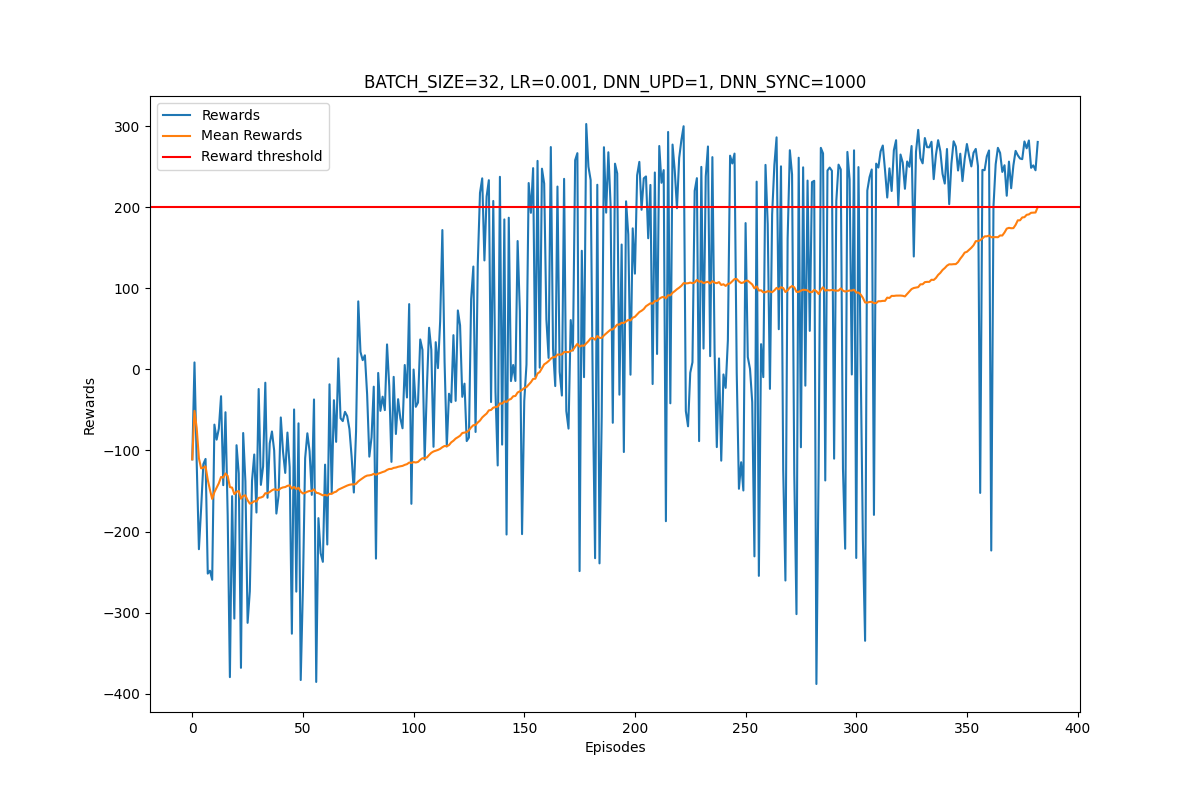 BATCH_SIZE=32, LR=0.001, DNN_UPD=1, DNN_SYNC=1000
Rewards
Mean Rewards
Reward threshold
300
200
100
0
−100
−200
−300
−400
Rewards
0 50 100 150 200 250 300 350 400
Episodes